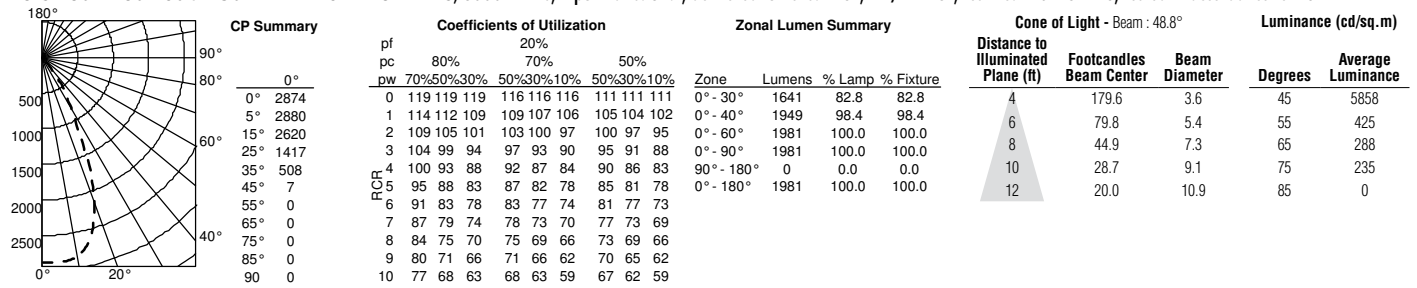 180°
90°
80°
60°
40°
20°
0°
500
1000
1500
2000
2500
CP Summary
0°
0° 2874
5° 2880
15° 2620
25° 1417
35° 508
45° 7
55° 0
65° 0
75° 0
85° 0
90 0
Coefficients of Utilization
pf 20%
pc 80% 70% 50%
pw 70%50%30% 50%30%10% 50%30%10%
RCR
0 119 119 119 116 116 116 111 111 111
1 114 112 109 109 107 106 105 104 102
2 109 105 101 103 100 97 100 97 95
3 104 99 94 97 93 90 95 91 88
4 100 93 88 92 87 84 90 86 83
5 95 88 83 87 82 78 85 81 78
6 91 83 78 83 77 74 81 77 73
7 87 79 74 78 73 70 77 73 69
8 84 75 70 75 69 66 73 69 66
9 80 71 66 71 66 62 70 65 62
10 77 68 63 68 63 59 67 62 59
Zonal Lumen Summary
Zone Lumens % Lamp % Fixture
0° - 30° 1641 82.8 82.8
0° - 40° 1949 98.4 98.4
0° - 60° 1981 100.0 100.0
0° - 90° 1981 100.0 100.0
90° - 180° 0 0.0 0.0
0° - 180° 1981 100.0 100.0
Cone of Light - Beam : 48.8°
Distance to Illuminated Plane (ft) Footcandles Beam Center Beam Diameter
4 179.6 3.6
6 79.8 5.4
8 44.9 7.3
10 28.7 9.1
12 20.0 10.9
Luminance (cd/sq.m)
Degrees Average Luminance
45 5858
55 425
65 288
75 235
85 0